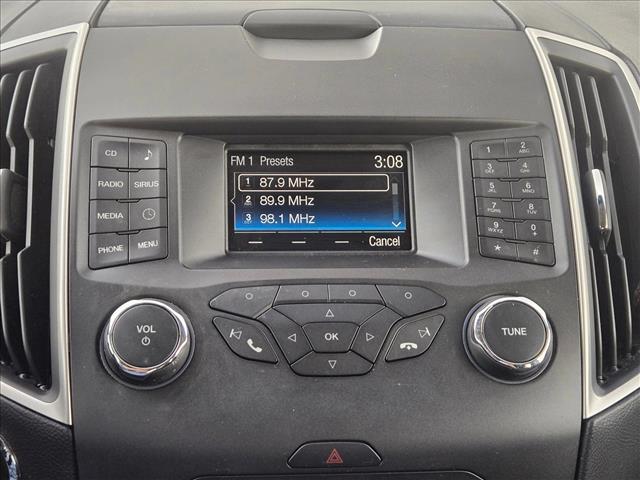 FM 1 Presets 3:08
1 87.9 MHz
2 89.9 MHz
3 98.1 MHz
Cancel
CD
RADIO SIRIUS
MEDIA
PHONE MENU
1 2 ABC
3 DEF 4 GHI
5 JKL 6 MNO
7 PQRS 8 TUV
9 WXYZ 0 +
* #
VOL
OK
TUNE